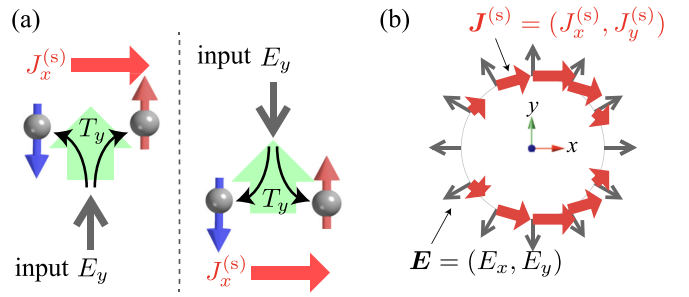 (a)
J_x^{(s)}
T_y
input E_y
input E_y
T_y
J_x^{(s)}
(b)
J^{(s)} = (J_x^{(s)}, J_y^{(s)})
y
x
E = (E_x, E_y)